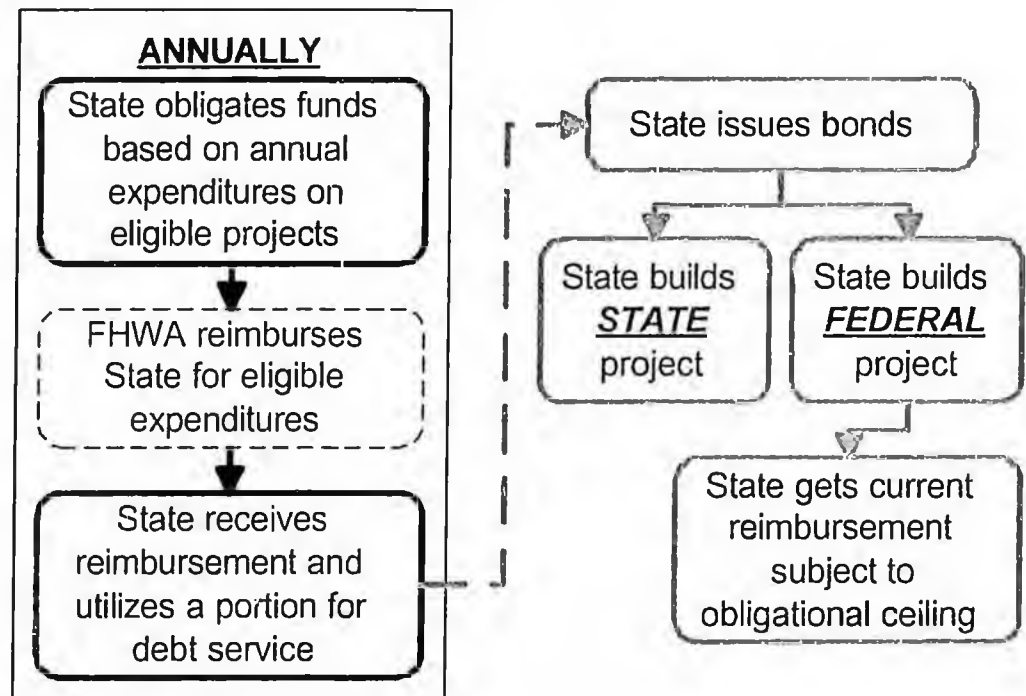 ANNUALLY
State obligates funds
based on annual
expenditures on
eligible projects
FHWA reimburses
State for eligible
expenditures
State receives
reimbursement and
utilizes a portion for
debt service
State issues bonds
State builds
STATE
project
State builds
FEDERAL
project
State gets current
reimbursement
subject to
obligational ceiling